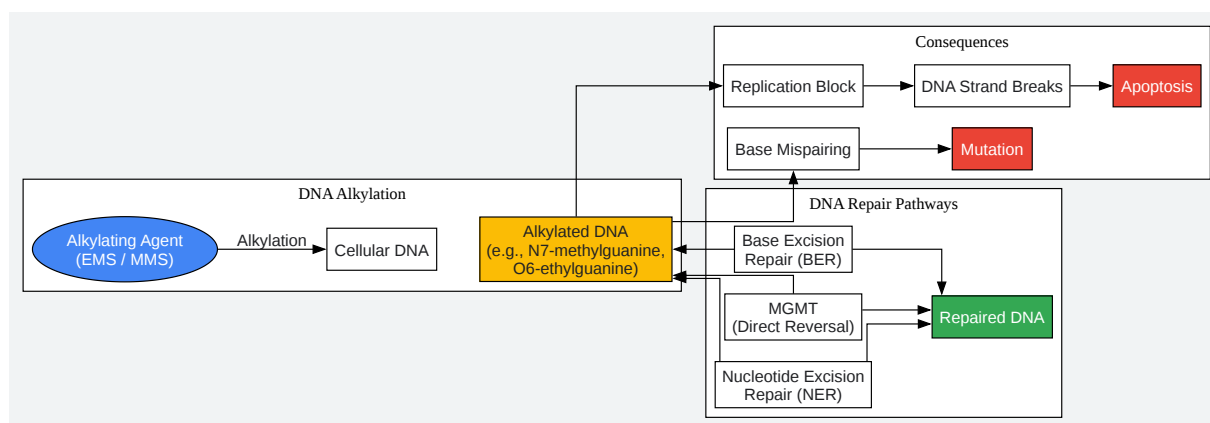 Consequences
Replication Block
DNA Strand Breaks
Apoptosis
Base Mispairing
Mutation
DNA Alkylation
Alkylating Agent
(EMS / MMS)
Alkylation
Cellular DNA
Alkylated DNA
(e.g., N7-methylguanine,
O6-ethylguanine)
DNA Repair Pathways
Base Excision
Repair (BER)
MGMT
(Direct Reversal)
Repaired DNA
Nucleotide Excision
Repair (NER)